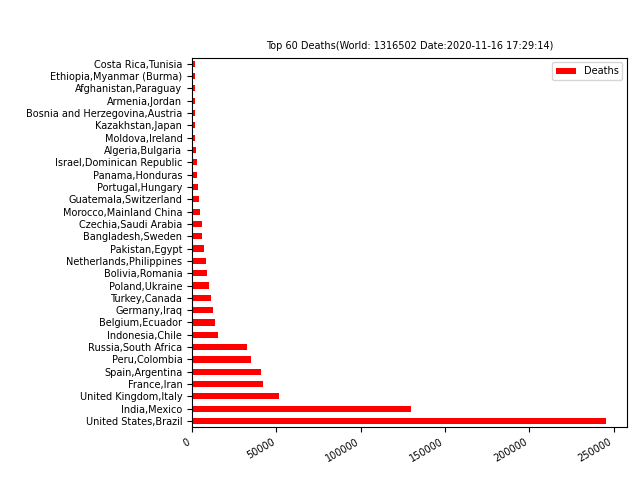 Top 60 Deaths(World: 1316502 Date:2020-11-16 17:29:14)
Deaths
Costa Rica,Tunisia
Ethiopia,Myanmar (Burma)
Afghanistan,Paraguay
Armenia,Jordan
Bosnia and Herzegovina,Austria
Kazakhstan,Japan
Moldova,Ireland
Algeria,Bulgaria
Israel,Dominican Republic
Panama,Honduras
Portugal,Hungary
Guatemala,Switzerland
Morocco,Mainland China
Czechia,Saudi Arabia
Bangladesh,Sweden
Pakistan,Egypt
Netherlands,Philippines
Bolivia,Romania
Poland,Ukraine
Turkey,Canada
Germany,Iraq
Belgium,Ecuador
Indonesia,Chile
Russia,South Africa
Peru,Colombia
Spain,Argentina
France,Iran
United Kingdom,Italy
India,Mexico
United States,Brazil
0 50000 100000 150000 200000 250000